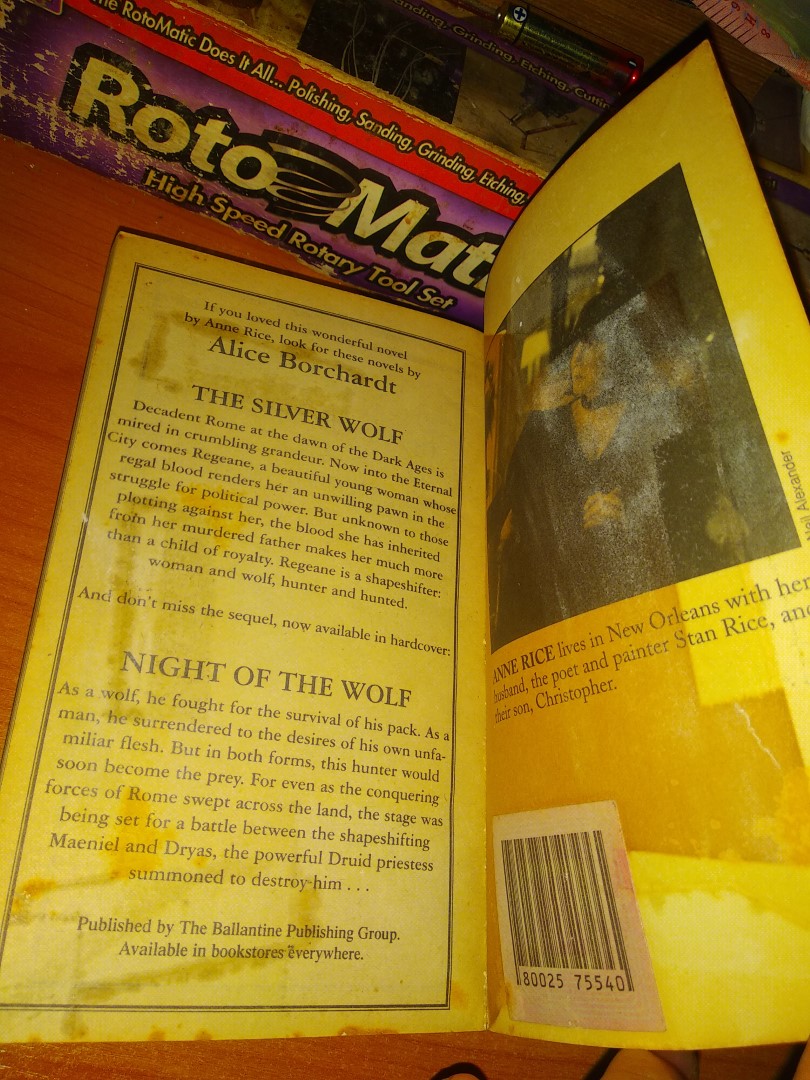 The RotoMatic Does It All... Polishing, Sanding, Grinding, Etching,
Sanding, Grinding, Etching, Cutting
RotoMati
High Speed Rotary Tool Set
If you loved this wonderful novel
by Anne Rice, look for these novels by
Alice Borchardt
THE SILVER WOLF
Decadent Rome at the dawn of the Dark Ages is
mired in crumbling grandeur. Now into the Eternal
City comes Regeane, a beautiful young woman whose
regal blood renders her an unwilling pawn in the
struggle for political power. But unknown to those
plotting against her, the blood she has inherited
from her murdered father makes her much more
than a child of royalty. Regeane is a shapeshifter:
woman and wolf, hunter and hunted.
And don't miss the sequel, now available in hardcover:
NIGHT OF THE WOLF
As a wolf, he fought for the survival of his pack. As a
man, he surrendered to the desires of his own unfa-
miliar flesh. But in both forms, this hunter would
soon become the prey. For even as the conquering
forces of Rome swept across the land, the stage was
being set for a battle between the shapeshifting
Maeniel and Dryas, the powerful Druid priestess
summoned to destroy him . . .
Published by The Ballantine Publishing Group.
Available in bookstores everywhere.
Alexander
ANNE RICE lives in New Orleans with her
husband, the poet and painter Stan Rice, and
their son, Christopher.
80025 75540